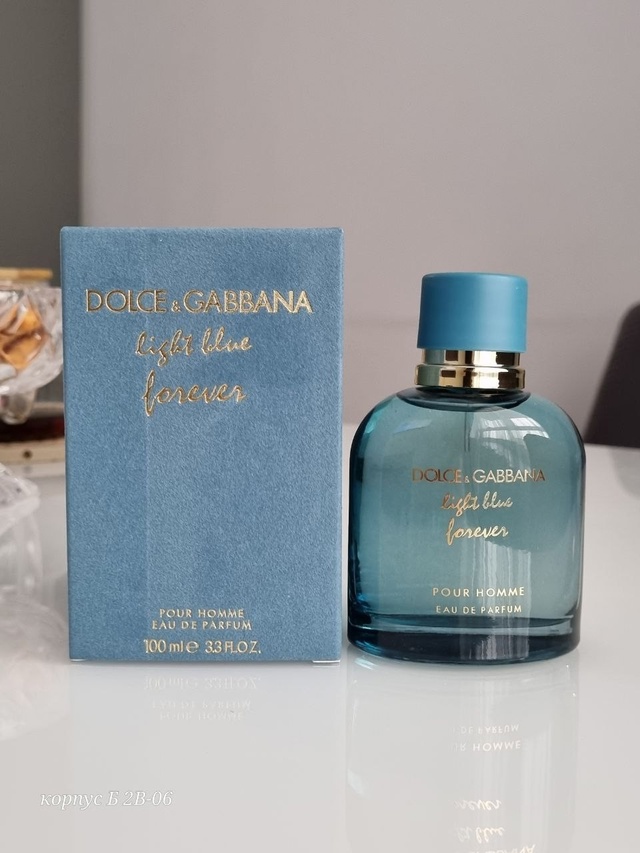 DOLCE & GABBANA
light blue
forever
POUR HOMME
EAU DE PARFUM
100 ml e 3.3 FL.OZ.
DOLCE & GABBANA
light blue
forever
POUR HOMME
EAU DE PARFUM
корпус Б 2В-06